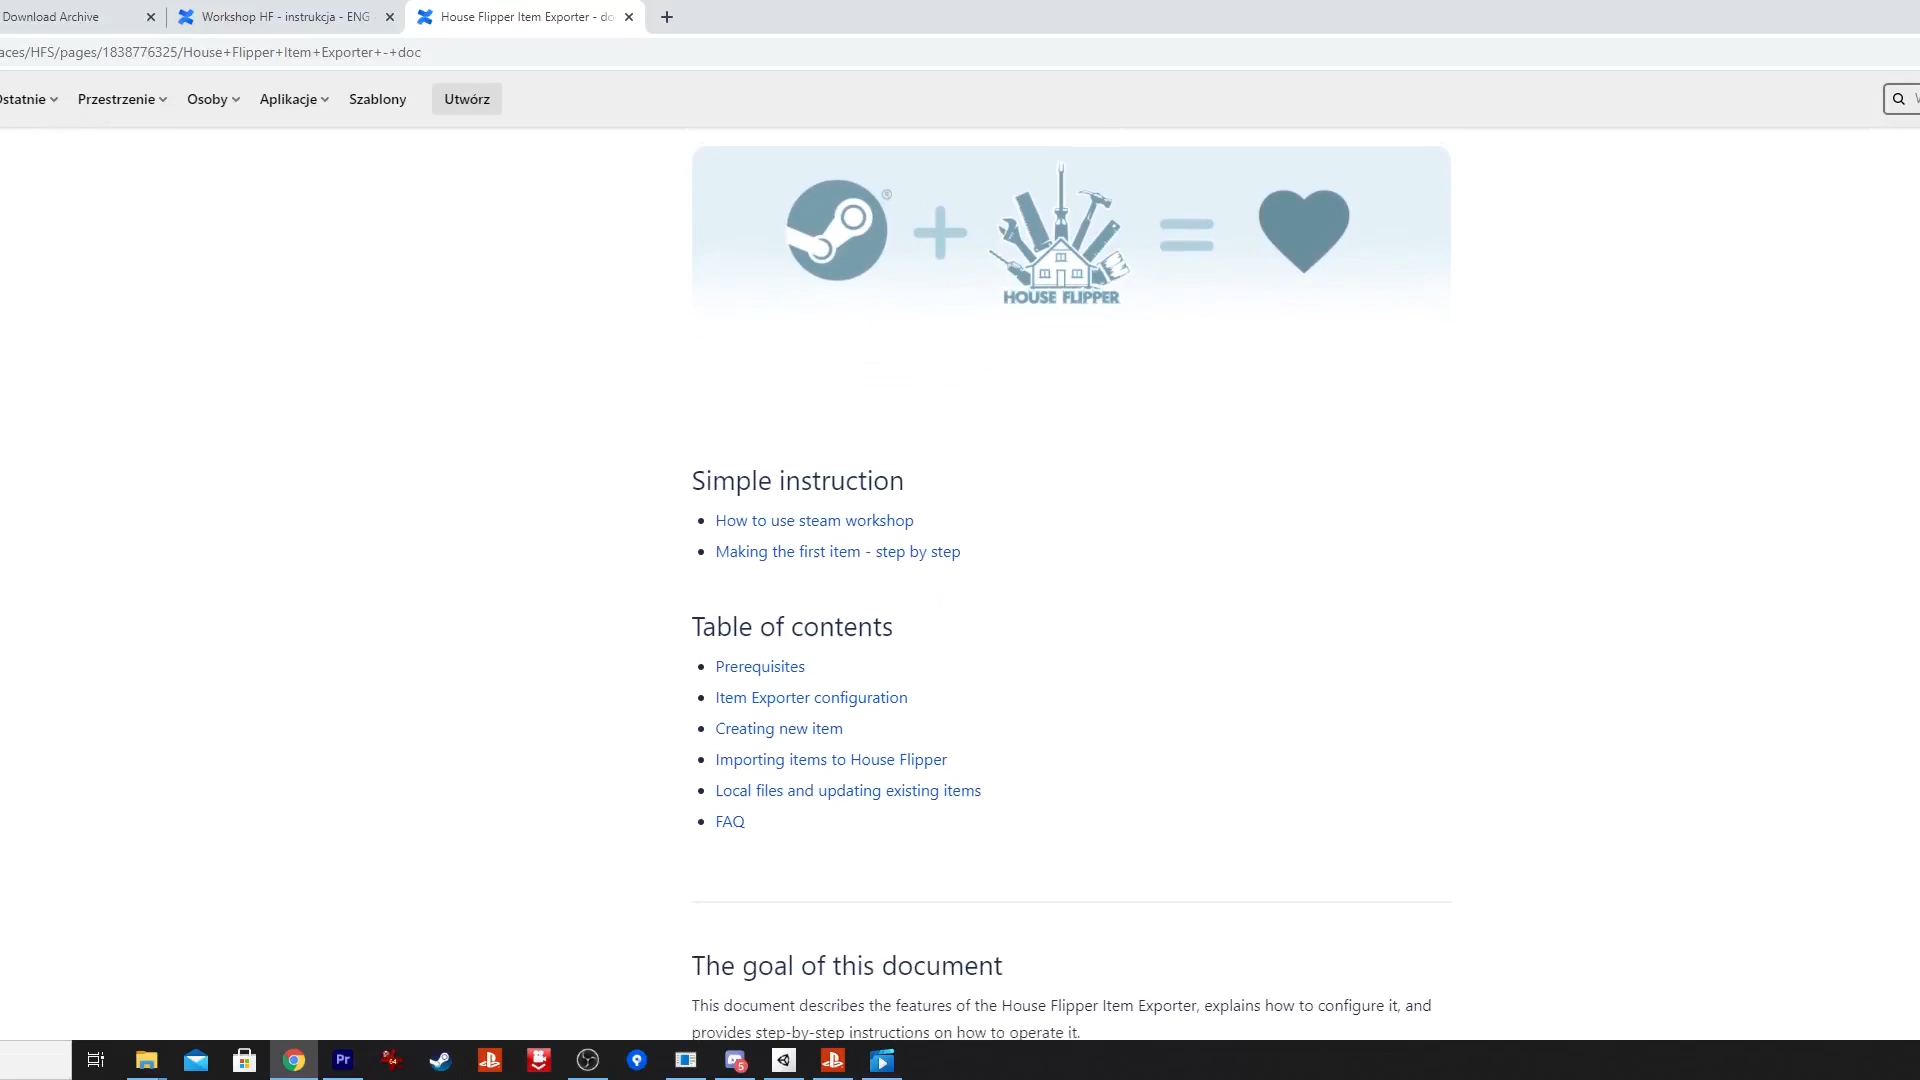 Download Archive
Workshop HF - instrukcja - ENG
House Flipper Item Exporter - do
aces/HFS/pages/1838776325/House+Flipper+Item+Exporter+-+doc
Ostatnie
Przestrzenie
Osoby
Aplikacje
Szablony
Utwórz
®
HOUSE FLIPPER
Simple instruction
How to use steam workshop
Making the first item - step by step
Table of contents
Prerequisites
Item Exporter configuration
Creating new item
Importing items to House Flipper
Local files and updating existing items
FAQ
The goal of this document
This document describes the features of the House Flipper Item Exporter, explains how to configure it, and
provides step-by-step instructions on how to operate it.
Pr
64
5